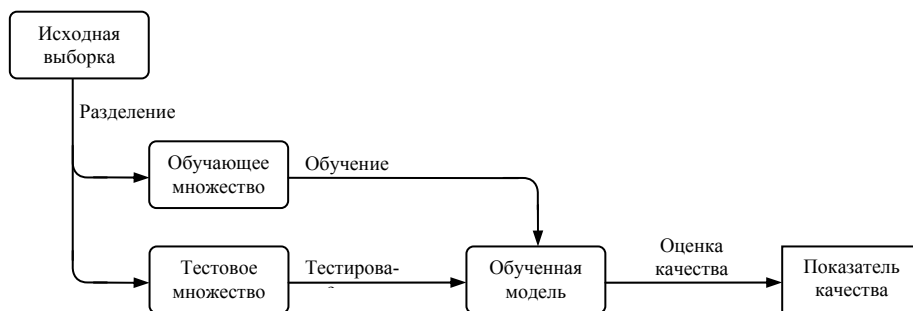 Исходная
выборка
Разделение
Обучающее
множество
Обучение
Тестовое
множество
Тестирова-
Обученная
модель
Оценка
качества
Показатель
качества